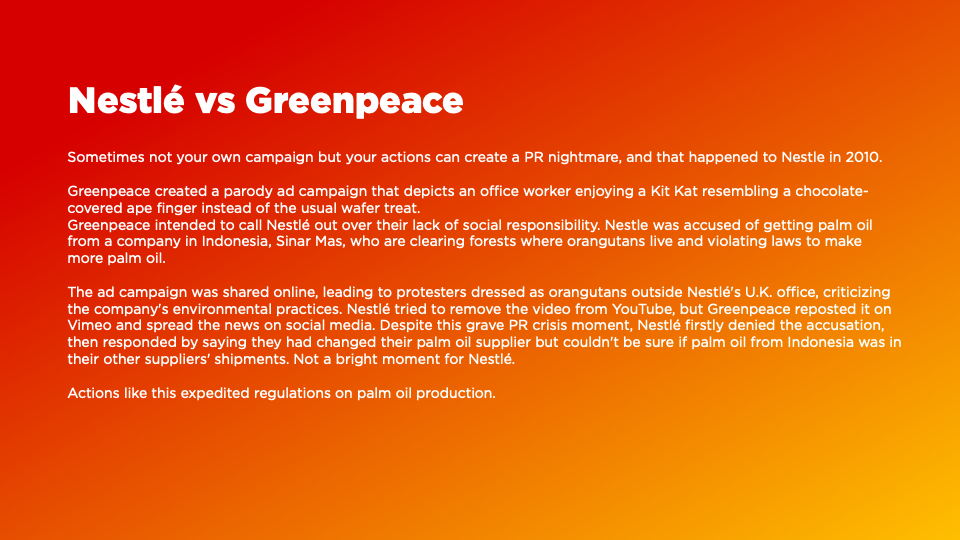 Nestlé vs Greenpeace
Sometimes not your own campaign but your actions can create a PR nightmare, and that happened to Nestle in 2010.
Greenpeace created a parody ad campaign that depicts an office worker enjoying a Kit Kat resembling a chocolate-
covered ape finger instead of the usual wafer treat.
Greenpeace intended to call Nestlé out over their lack of social responsibility. Nestle was accused of getting palm oil
from a company in Indonesia, Sinar Mas, who are clearing forests where orangutans live and violating laws to make
more palm oil.
The ad campaign was shared online, leading to protesters dressed as orangutans outside Nestlé's U.K. office, criticizing
the company's environmental practices. Nestlé tried to remove the video from YouTube, but Greenpeace reposted it on
Vimeo and spread the news on social media. Despite this grave PR crisis moment, Nestlé firstly denied the accusation,
then responded by saying they had changed their palm oil supplier but couldn't be sure if palm oil from Indonesia was in
their other suppliers' shipments. Not a bright moment for Nestlé.
Actions like this expedited regulations on palm oil production.